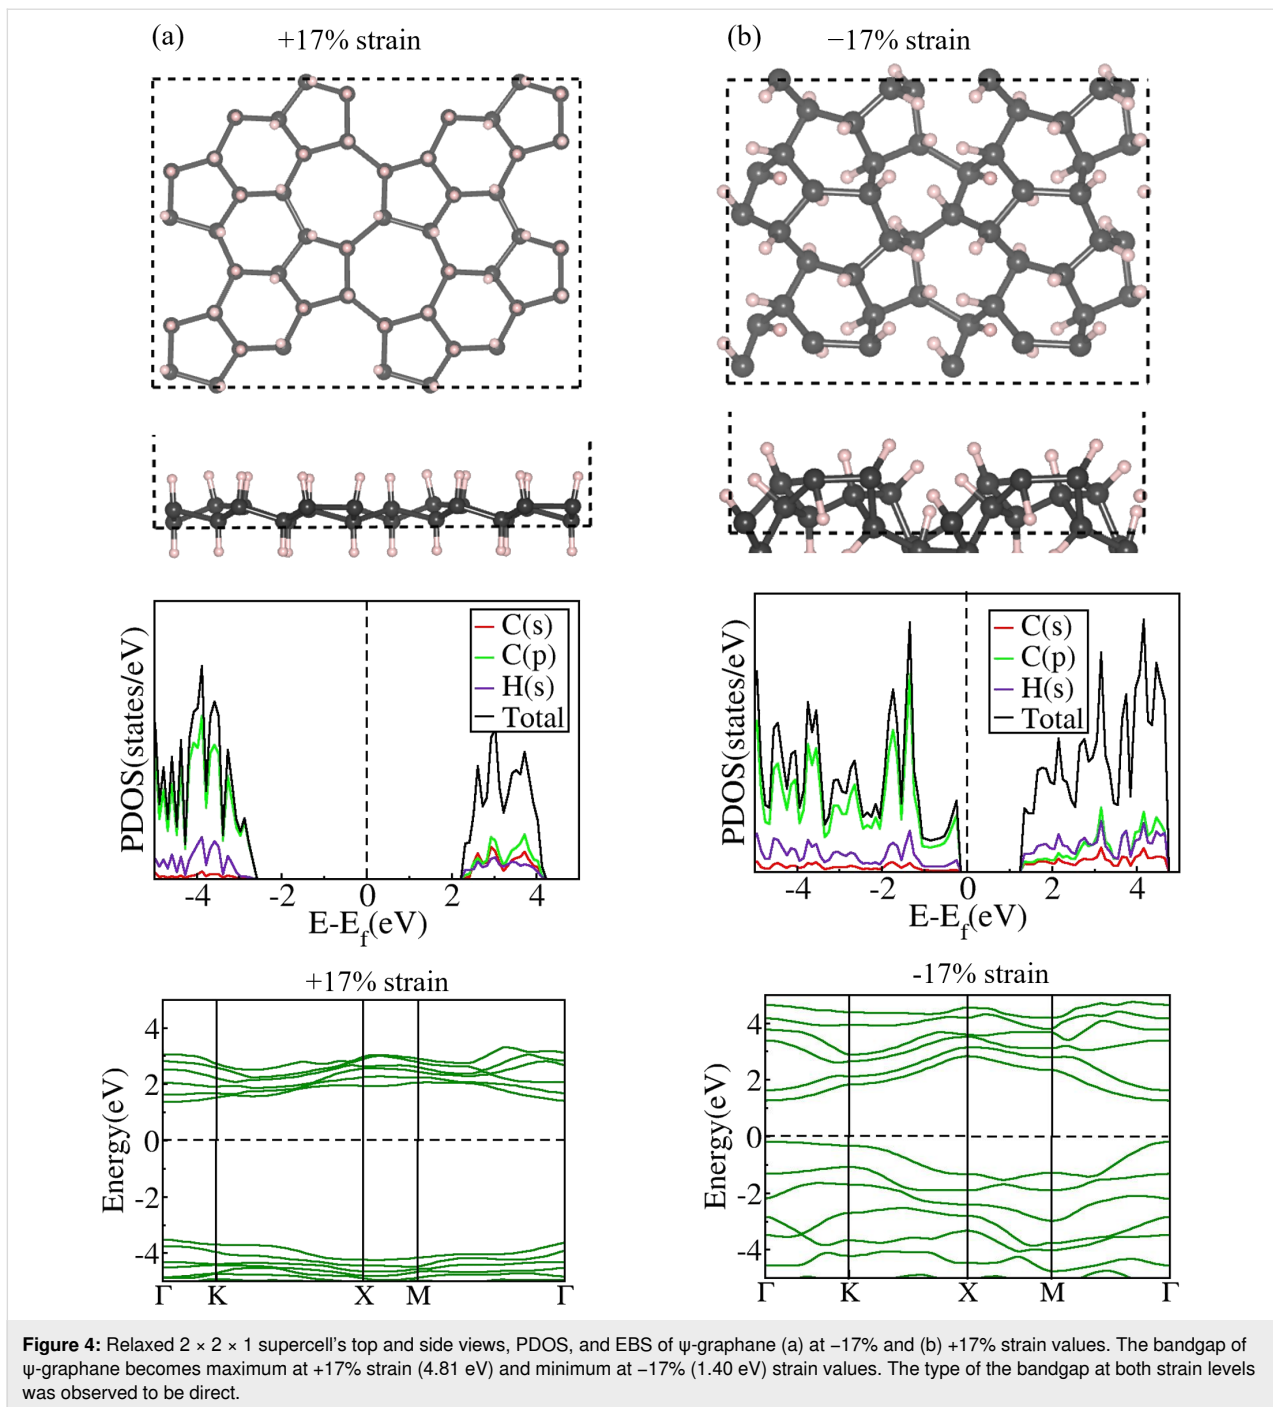 (a)
+17% strain
(b)
−17% strain
PDOS(states/eV)
C(s)
C(p)
H(s)
Total
-4 -2 0 2 4
E-Ef(eV)
PDOS(states/eV)
C(s)
C(p)
H(s)
Total
-4 -2 0 2 4
E-Ef(eV)
+17% strain
Energy(eV)
4
2
0
-2
-4
Γ K X M Γ
-17% strain
Energy(eV)
4
2
0
-2
-4
Γ K X M Γ
Figure 4: Relaxed 2 × 2 × 1 supercell's top and side views, PDOS, and EBS of ψ-graphane (a) at −17% and (b) +17% strain values. The bandgap of
ψ-graphane becomes maximum at +17% strain (4.81 eV) and minimum at −17% (1.40 eV) strain values. The type of the bandgap at both strain levels
was observed to be direct.